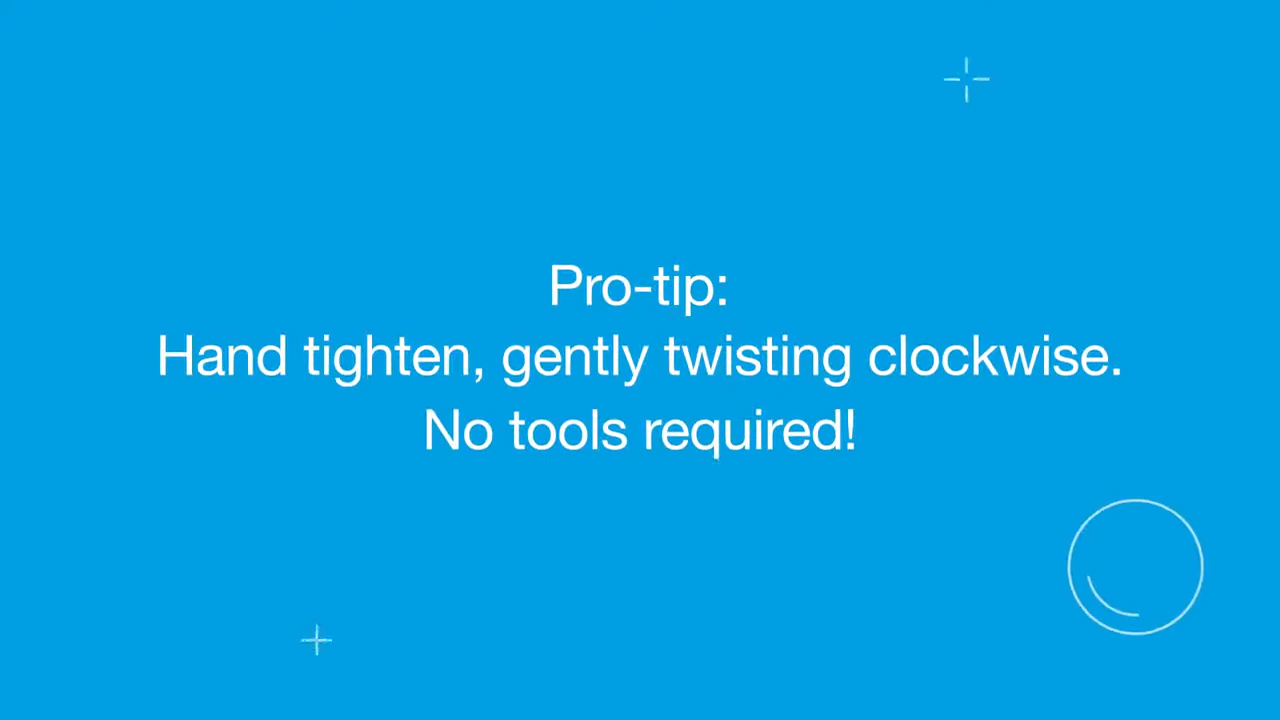 Pro-tip:
Hand tighten, gently twisting clockwise.
No tools required!